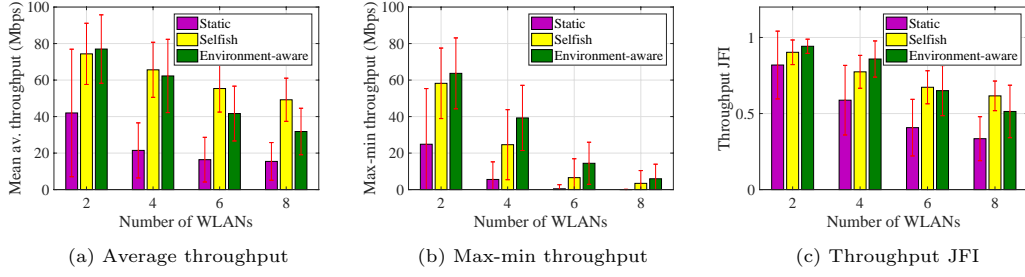 Mean av. throughput (Mbps)
100
80
60
40
20
0
Static
Selfish
Environment-aware
2 4 6 8
Number of WLANs
(a) Average throughput
Max-min throughput (Mbps)
100
80
60
40
20
0
Static
Selfish
Environment-aware
2 4 6 8
Number of WLANs
(b) Max-min throughput
Throughput JFI
1
0.5
0
Static
Selfish
Environment-aware
2 4 6 8
Number of WLANs
(c) Throughput JFI